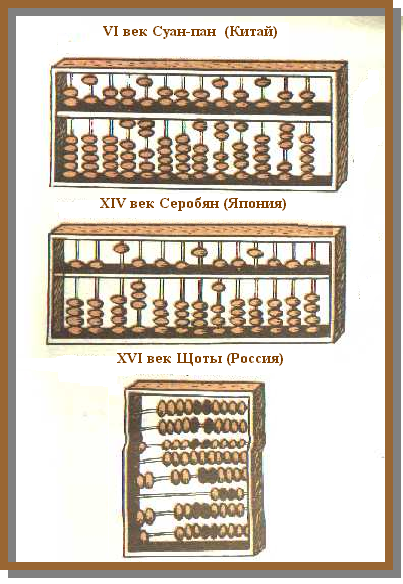 VI век Суан-пан (Китай)
XIV век Серобян (Япония)
XVI век Щоты (Россия)